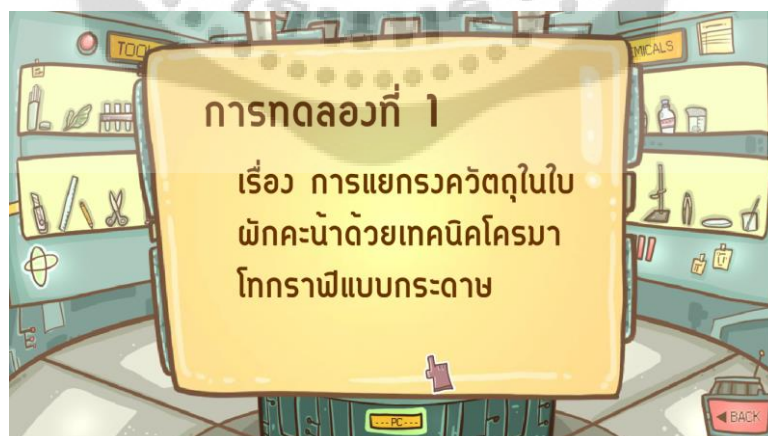 TOOL
MICALS
การทดลองที่ 1
เรื่อง การแยกรงควัตถุในใบ
ผักคะน้าด้วยเทคนิคโครมา
โทกราฟีแบบกระดาษ
PC
BACK